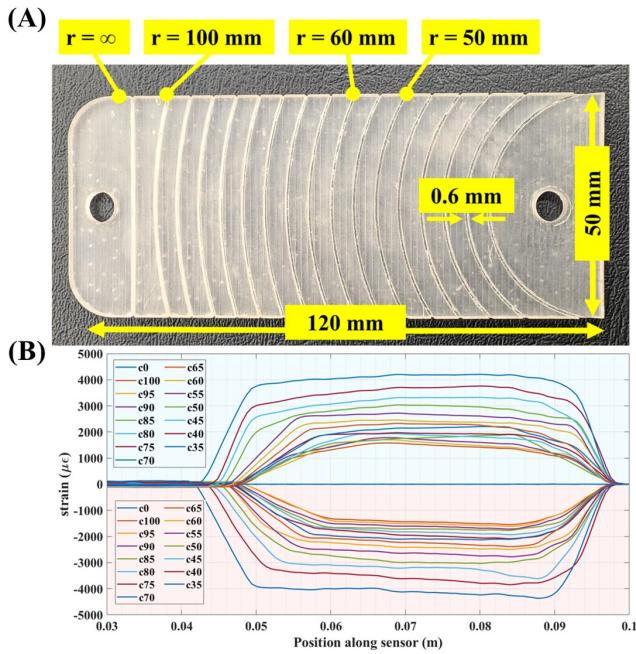 (A)
r = ∞
r = 100 mm
r = 60 mm
r = 50 mm
0.6 mm
50 mm
120 mm
(B)
5000
4000
3000
2000
1000
0
-1000
-2000
-3000
-4000
-5000
strain (με)
c0 c65
c100 c60
c95 c55
c90 c50
c85 c45
c80 c40
c75 c35
c70
c0 c65
c100 c60
c95 c55
c90 c50
c85 c45
c80 c40
c75 c35
c70
0.03 0.04 0.05 0.06 0.07 0.08 0.09 0.1
Position along sensor (m)